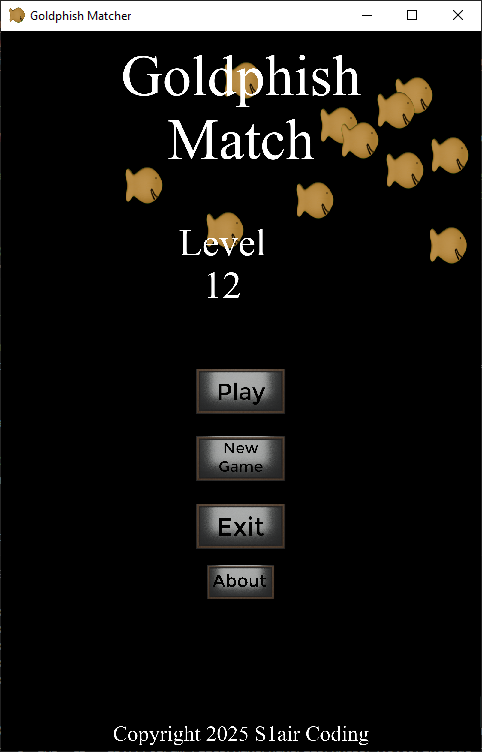 Goldphish Matcher
Goldphish
Match
Level
12
Play
New
Game
Exit
About
Copyright 2025 S1air Coding